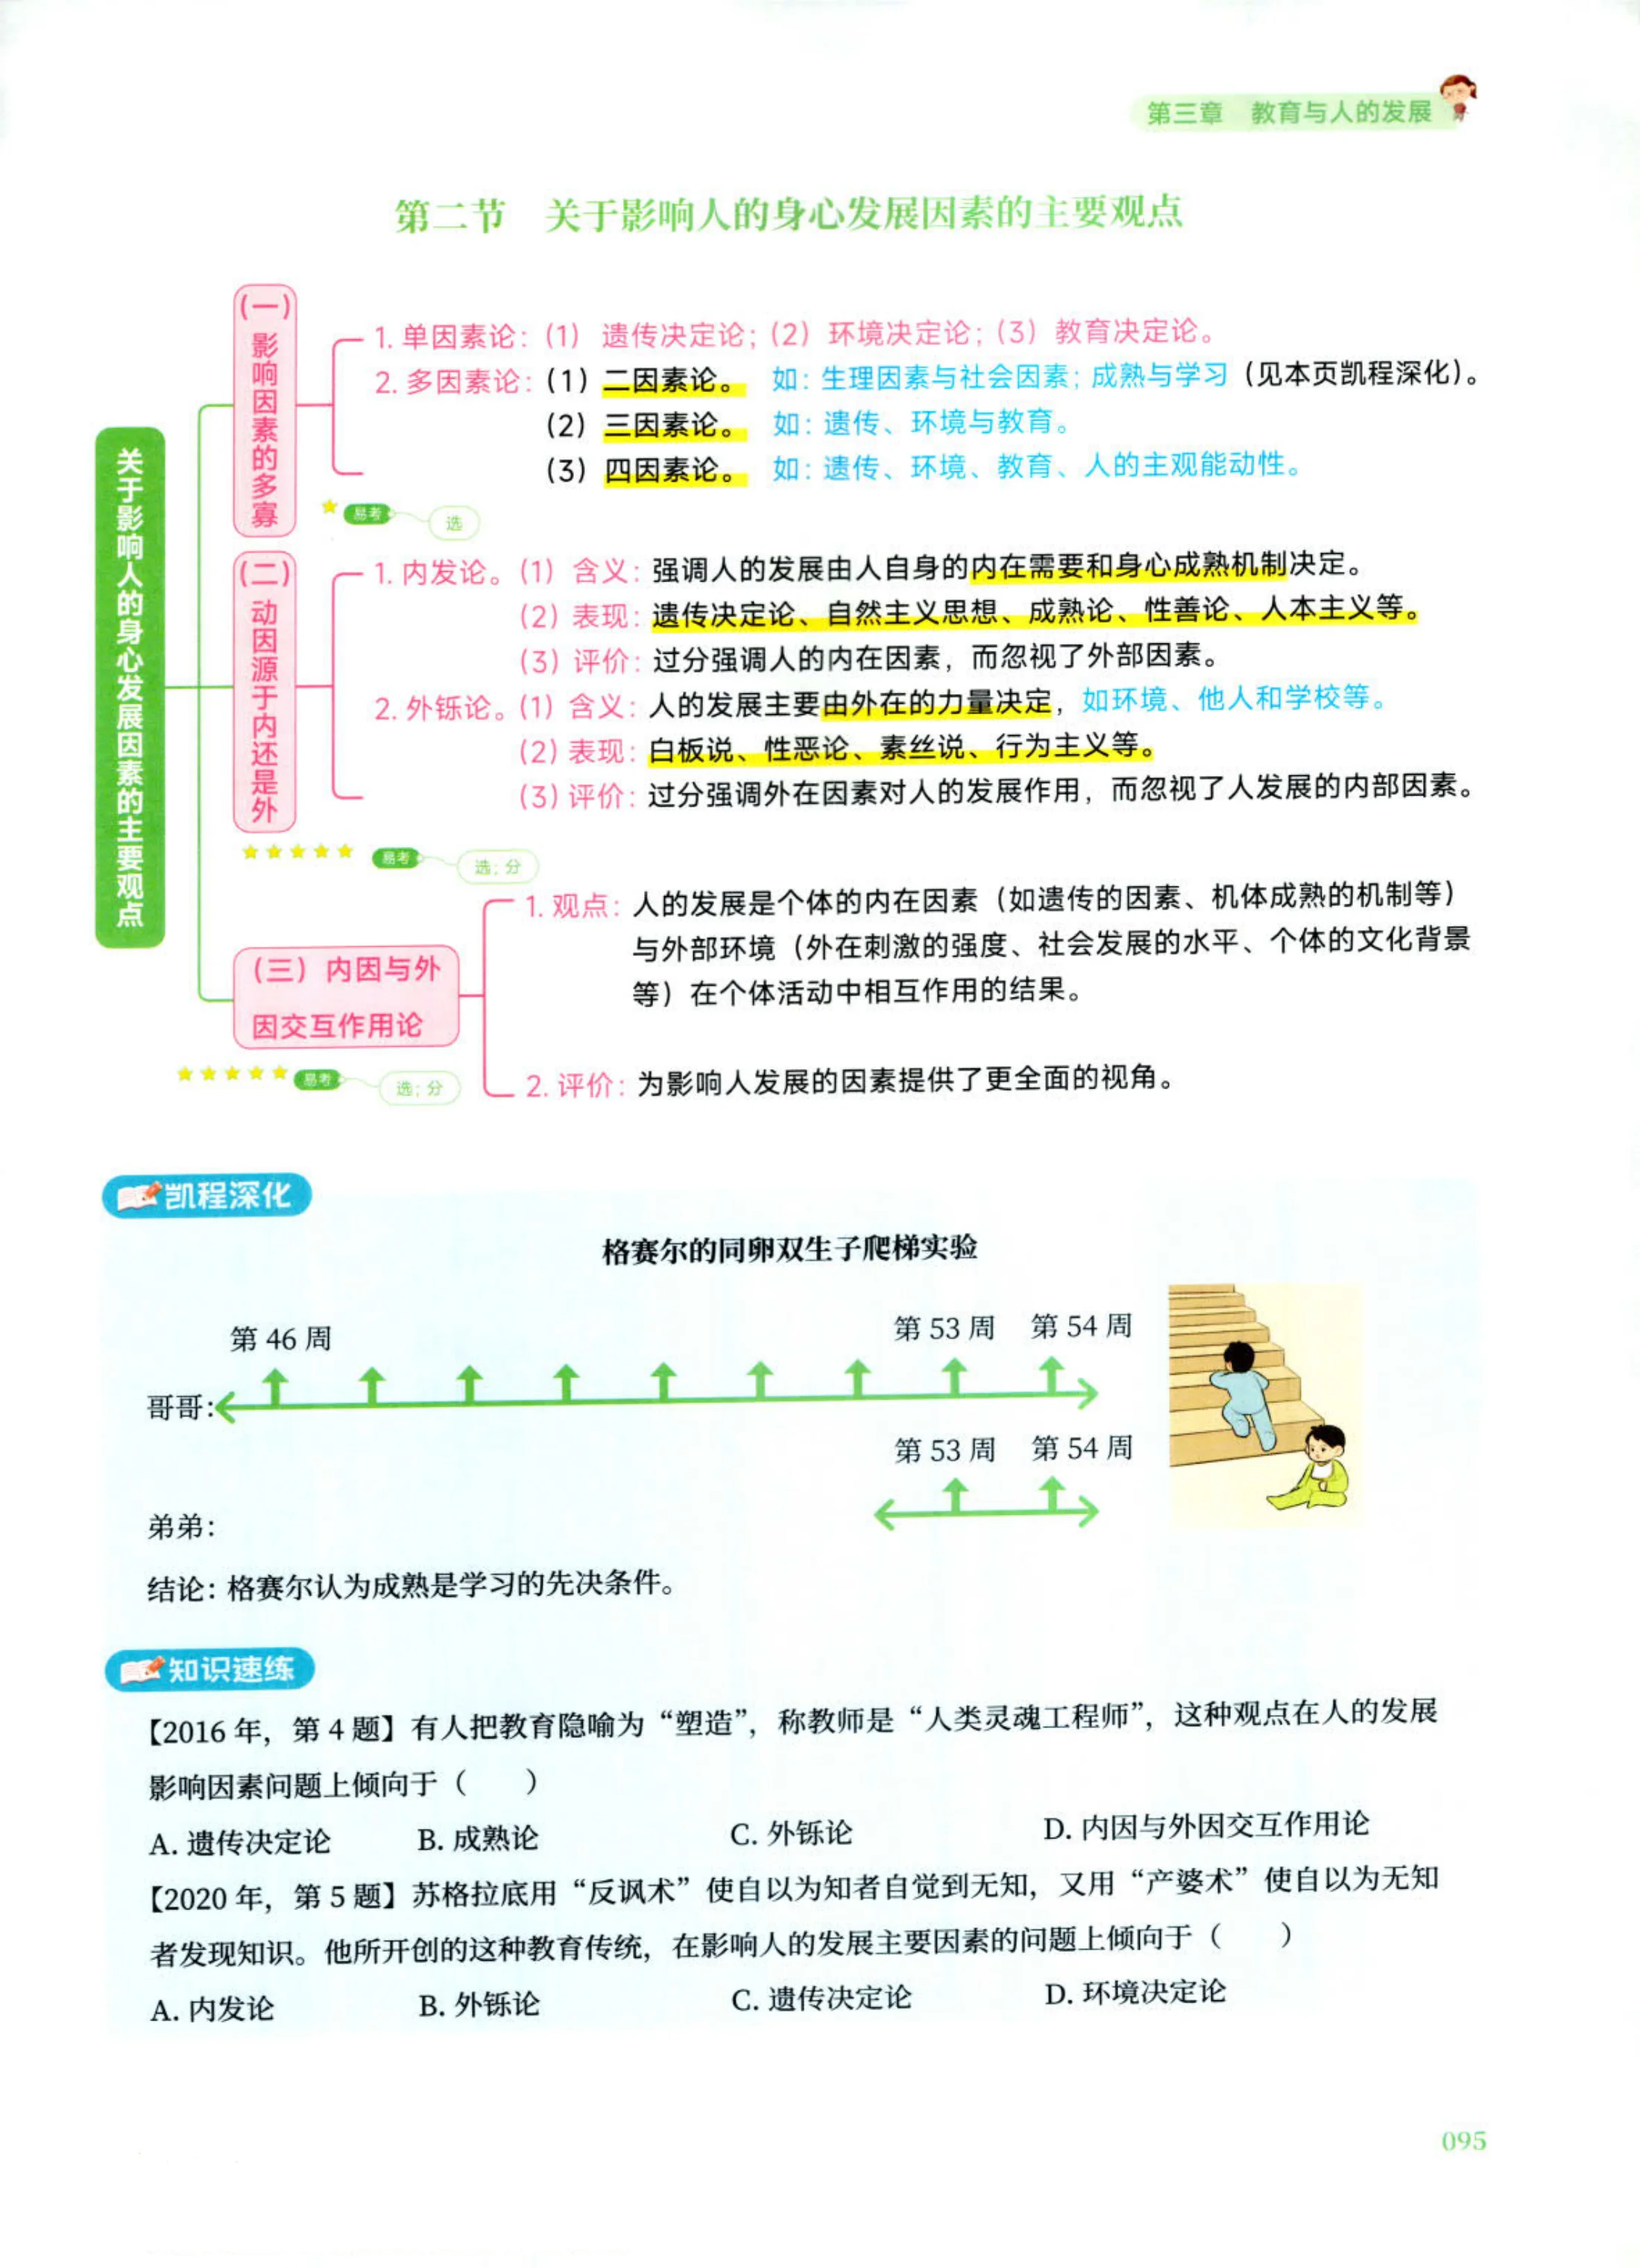 第三章 教育与人的发展
第二节 关于影响人的身心发展因素的主要观点
关于影响人的身心发展因素的主要观点
(一)影响因素的多寡
1. 单因素论：(1) 遗传决定论；(2) 环境决定论；(3) 教育决定论。
2. 多因素论：(1) 二因素论。 如：生理因素与社会因素；成熟与学习（见本页凯程深化）。
(2) 三因素论。 如：遗传、环境与教育。
(3) 四因素论。 如：遗传、环境、教育、人的主观能动性。
易考 选
(二)动因源于内还是外
1. 内发论。(1) 含义：强调人的发展由人自身的内在需要和身心成熟机制决定。
(2) 表现：遗传决定论、自然主义思想、成熟论、性善论、人本主义等。
(3) 评价：过分强调人的内在因素，而忽视了外部因素。
2. 外铄论。(1) 含义：人的发展主要由外在的力量决定，如环境、他人和学校等。
(2) 表现：白板说、性恶论、素丝说、行为主义等。
(3) 评价：过分强调外在因素对人的发展作用，而忽视了人发展的内部因素。
易考 选；分
(三) 内因与外
因交互作用论
1. 观点：人的发展是个体的内在因素（如遗传的因素、机体成熟的机制等）
与外部环境（外在刺激的强度、社会发展的水平、个体的文化背景
等）在个体活动中相互作用的结果。
2. 评价：为影响人发展的因素提供了更全面的视角。
易考 选；分
凯程深化
格赛尔的同卵双生子爬梯实验
第 46 周 第 53 周 第 54 周
哥哥：
第 53 周 第 54 周
弟弟：
结论：格赛尔认为成熟是学习的先决条件。
知识速练
【2016 年，第 4 题】有人把教育隐喻为“塑造”，称教师是“人类灵魂工程师”，这种观点在人的发展
影响因素问题上倾向于（ ）
A. 遗传决定论 B. 成熟论 C. 外铄论 D. 内因与外因交互作用论
【2020 年，第 5 题】苏格拉底用“反讽术”使自以为知者自觉到无知，又用“产婆术”使自以为无知
者发现知识。他所开创的这种教育传统，在影响人的发展主要因素的问题上倾向于（ ）
A. 内发论 B. 外铄论 C. 遗传决定论 D. 环境决定论
095